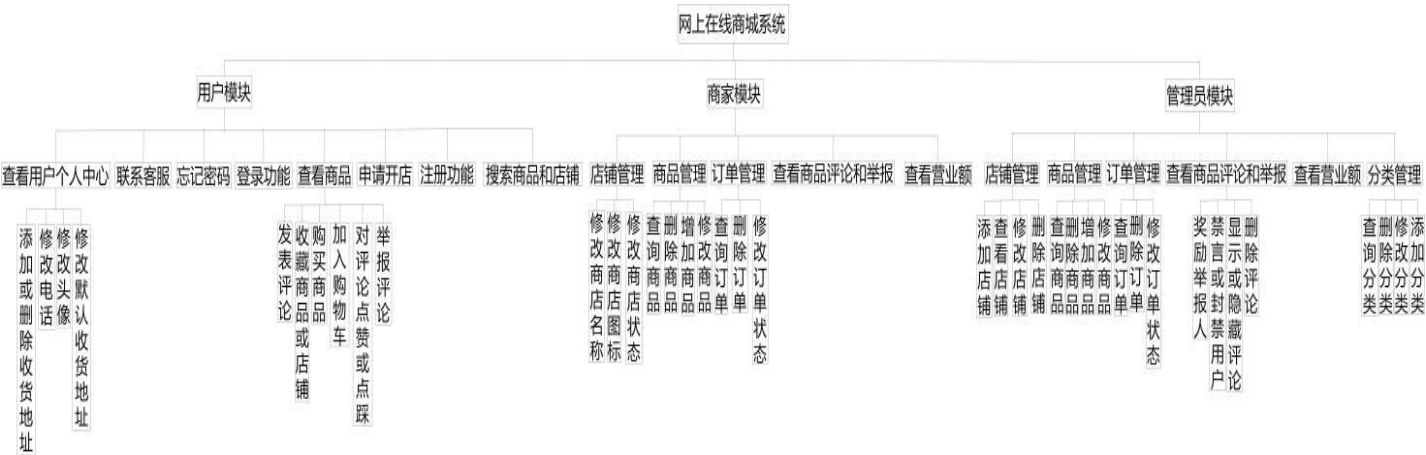 网上在线商城系统
用户模块
商家模块
管理员模块
查看用户个人中心
联系客服
忘记密码
登录功能
查看商品
申请开店
注册功能
搜索商品和店铺
店铺管理
商品管理
订单管理
查看商品评论和举报
查看营业额
店铺管理
商品管理
订单管理
查看商品评论和举报
查看营业额
分类管理
添加或删除收货地址
修改电话
修改头像
修改默认收货地址
发表评论
收藏商品或店铺
购买商品
加入购物车
对评论点赞或点踩
举报评论
修改商店名称
修改商店图标
修改商店状态
查询商品
删除商品
增加商品
修改商品
查询订单
删除订单
修改订单状态
添加店铺
查看店铺
修改店铺
删除店铺
查询商品
删除商品
增加商品
修改商品
查询订单
删除订单
修改订单状态
奖励举报人
禁言或封禁用户
显示或隐藏评论
删除评论
查询分类
删除分类
修改分类
添加分类